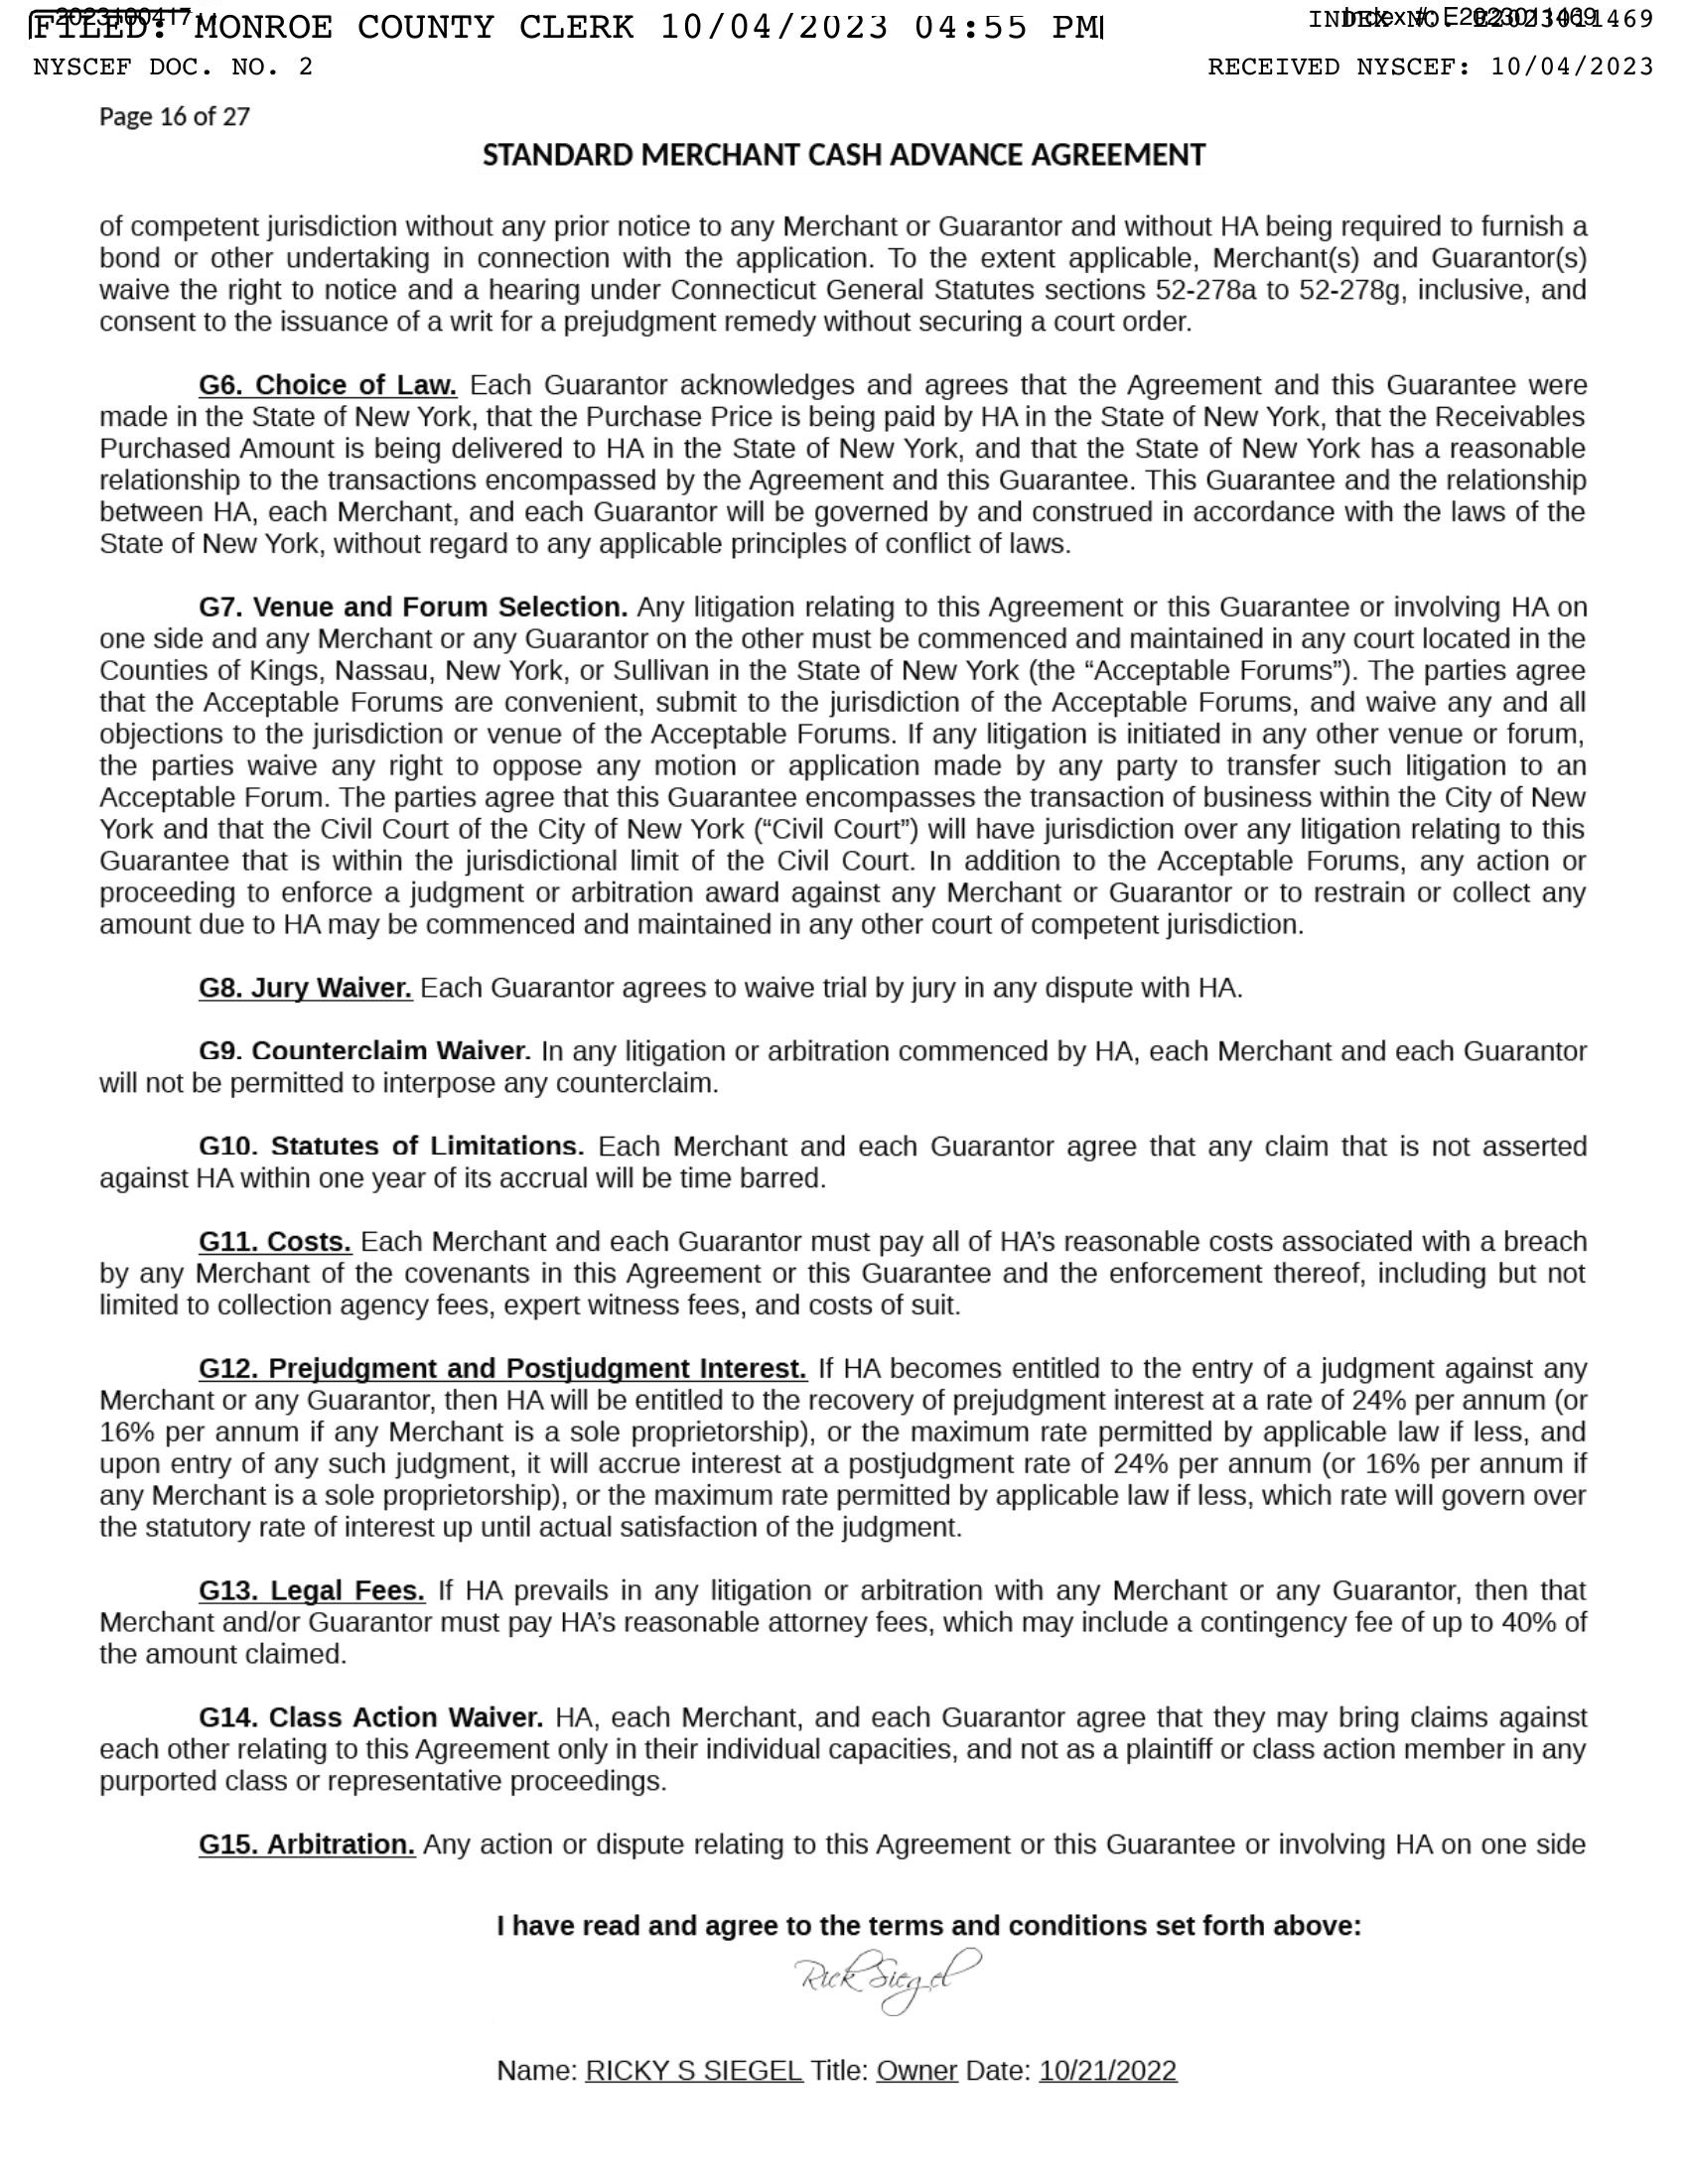 202310041711
FILED: MONROE COUNTY CLERK 10/04/2023 04:55 PM
INDEX NO. E2023011469
Index #: E2023011469
NYSCEF DOC. NO. 2
RECEIVED NYSCEF: 10/04/2023
Page 16 of 27
STANDARD MERCHANT CASH ADVANCE AGREEMENT
of competent jurisdiction without any prior notice to any Merchant or Guarantor and without HA being required to furnish a
bond or other undertaking in connection with the application. To the extent applicable, Merchant(s) and Guarantor(s)
waive the right to notice and a hearing under Connecticut General Statutes sections 52-278a to 52-278g, inclusive, and
consent to the issuance of a writ for a prejudgment remedy without securing a court order.
G6. Choice of Law. Each Guarantor acknowledges and agrees that the Agreement and this Guarantee were
made in the State of New York, that the Purchase Price is being paid by HA in the State of New York, that the Receivables
Purchased Amount is being delivered to HA in the State of New York, and that the State of New York has a reasonable
relationship to the transactions encompassed by the Agreement and this Guarantee. This Guarantee and the relationship
between HA, each Merchant, and each Guarantor will be governed by and construed in accordance with the laws of the
State of New York, without regard to any applicable principles of conflict of laws.
G7. Venue and Forum Selection. Any litigation relating to this Agreement or this Guarantee or involving HA on
one side and any Merchant or any Guarantor on the other must be commenced and maintained in any court located in the
Counties of Kings, Nassau, New York, or Sullivan in the State of New York (the “Acceptable Forums”). The parties agree
that the Acceptable Forums are convenient, submit to the jurisdiction of the Acceptable Forums, and waive any and all
objections to the jurisdiction or venue of the Acceptable Forums. If any litigation is initiated in any other venue or forum,
the parties waive any right to oppose any motion or application made by any party to transfer such litigation to an
Acceptable Forum. The parties agree that this Guarantee encompasses the transaction of business within the City of New
York and that the Civil Court of the City of New York (“Civil Court”) will have jurisdiction over any litigation relating to this
Guarantee that is within the jurisdictional limit of the Civil Court. In addition to the Acceptable Forums, any action or
proceeding to enforce a judgment or arbitration award against any Merchant or Guarantor or to restrain or collect any
amount due to HA may be commenced and maintained in any other court of competent jurisdiction.
G8. Jury Waiver. Each Guarantor agrees to waive trial by jury in any dispute with HA.
G9. Counterclaim Waiver. In any litigation or arbitration commenced by HA, each Merchant and each Guarantor
will not be permitted to interpose any counterclaim.
G10. Statutes of Limitations. Each Merchant and each Guarantor agree that any claim that is not asserted
against HA within one year of its accrual will be time barred.
G11. Costs. Each Merchant and each Guarantor must pay all of HA’s reasonable costs associated with a breach
by any Merchant of the covenants in this Agreement or this Guarantee and the enforcement thereof, including but not
limited to collection agency fees, expert witness fees, and costs of suit.
G12. Prejudgment and Postjudgment Interest. If HA becomes entitled to the entry of a judgment against any
Merchant or any Guarantor, then HA will be entitled to the recovery of prejudgment interest at a rate of 24% per annum (or
16% per annum if any Merchant is a sole proprietorship), or the maximum rate permitted by applicable law if less, and
upon entry of any such judgment, it will accrue interest at a postjudgment rate of 24% per annum (or 16% per annum if
any Merchant is a sole proprietorship), or the maximum rate permitted by applicable law if less, which rate will govern over
the statutory rate of interest up until actual satisfaction of the judgment.
G13. Legal Fees. If HA prevails in any litigation or arbitration with any Merchant or any Guarantor, then that
Merchant and/or Guarantor must pay HA’s reasonable attorney fees, which may include a contingency fee of up to 40% of
the amount claimed.
G14. Class Action Waiver. HA, each Merchant, and each Guarantor agree that they may bring claims against
each other relating to this Agreement only in their individual capacities, and not as a plaintiff or class action member in any
purported class or representative proceedings.
G15. Arbitration. Any action or dispute relating to this Agreement or this Guarantee or involving HA on one side
I have read and agree to the terms and conditions set forth above:
Rick Siegel
Name: RICKY S SIEGEL Title: Owner Date: 10/21/2022